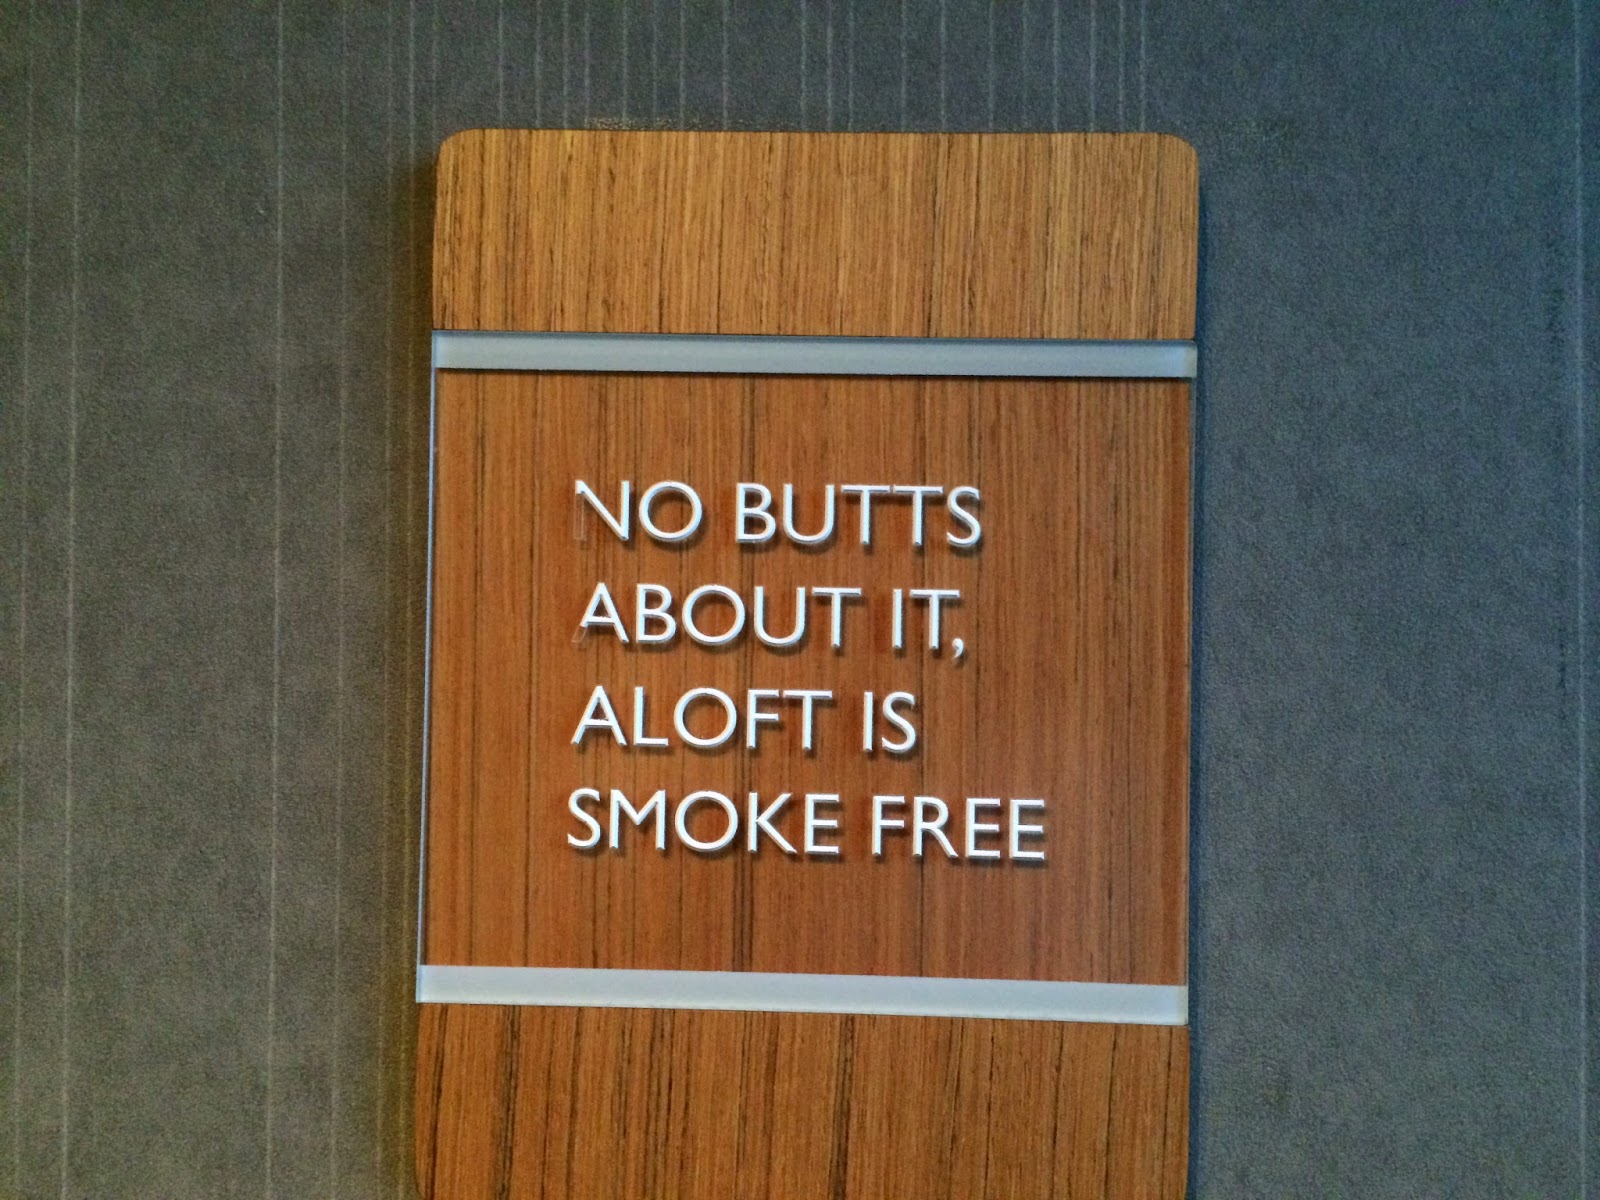 NO BUTTS
ABOUT IT,
ALOFT IS
SMOKE FREE